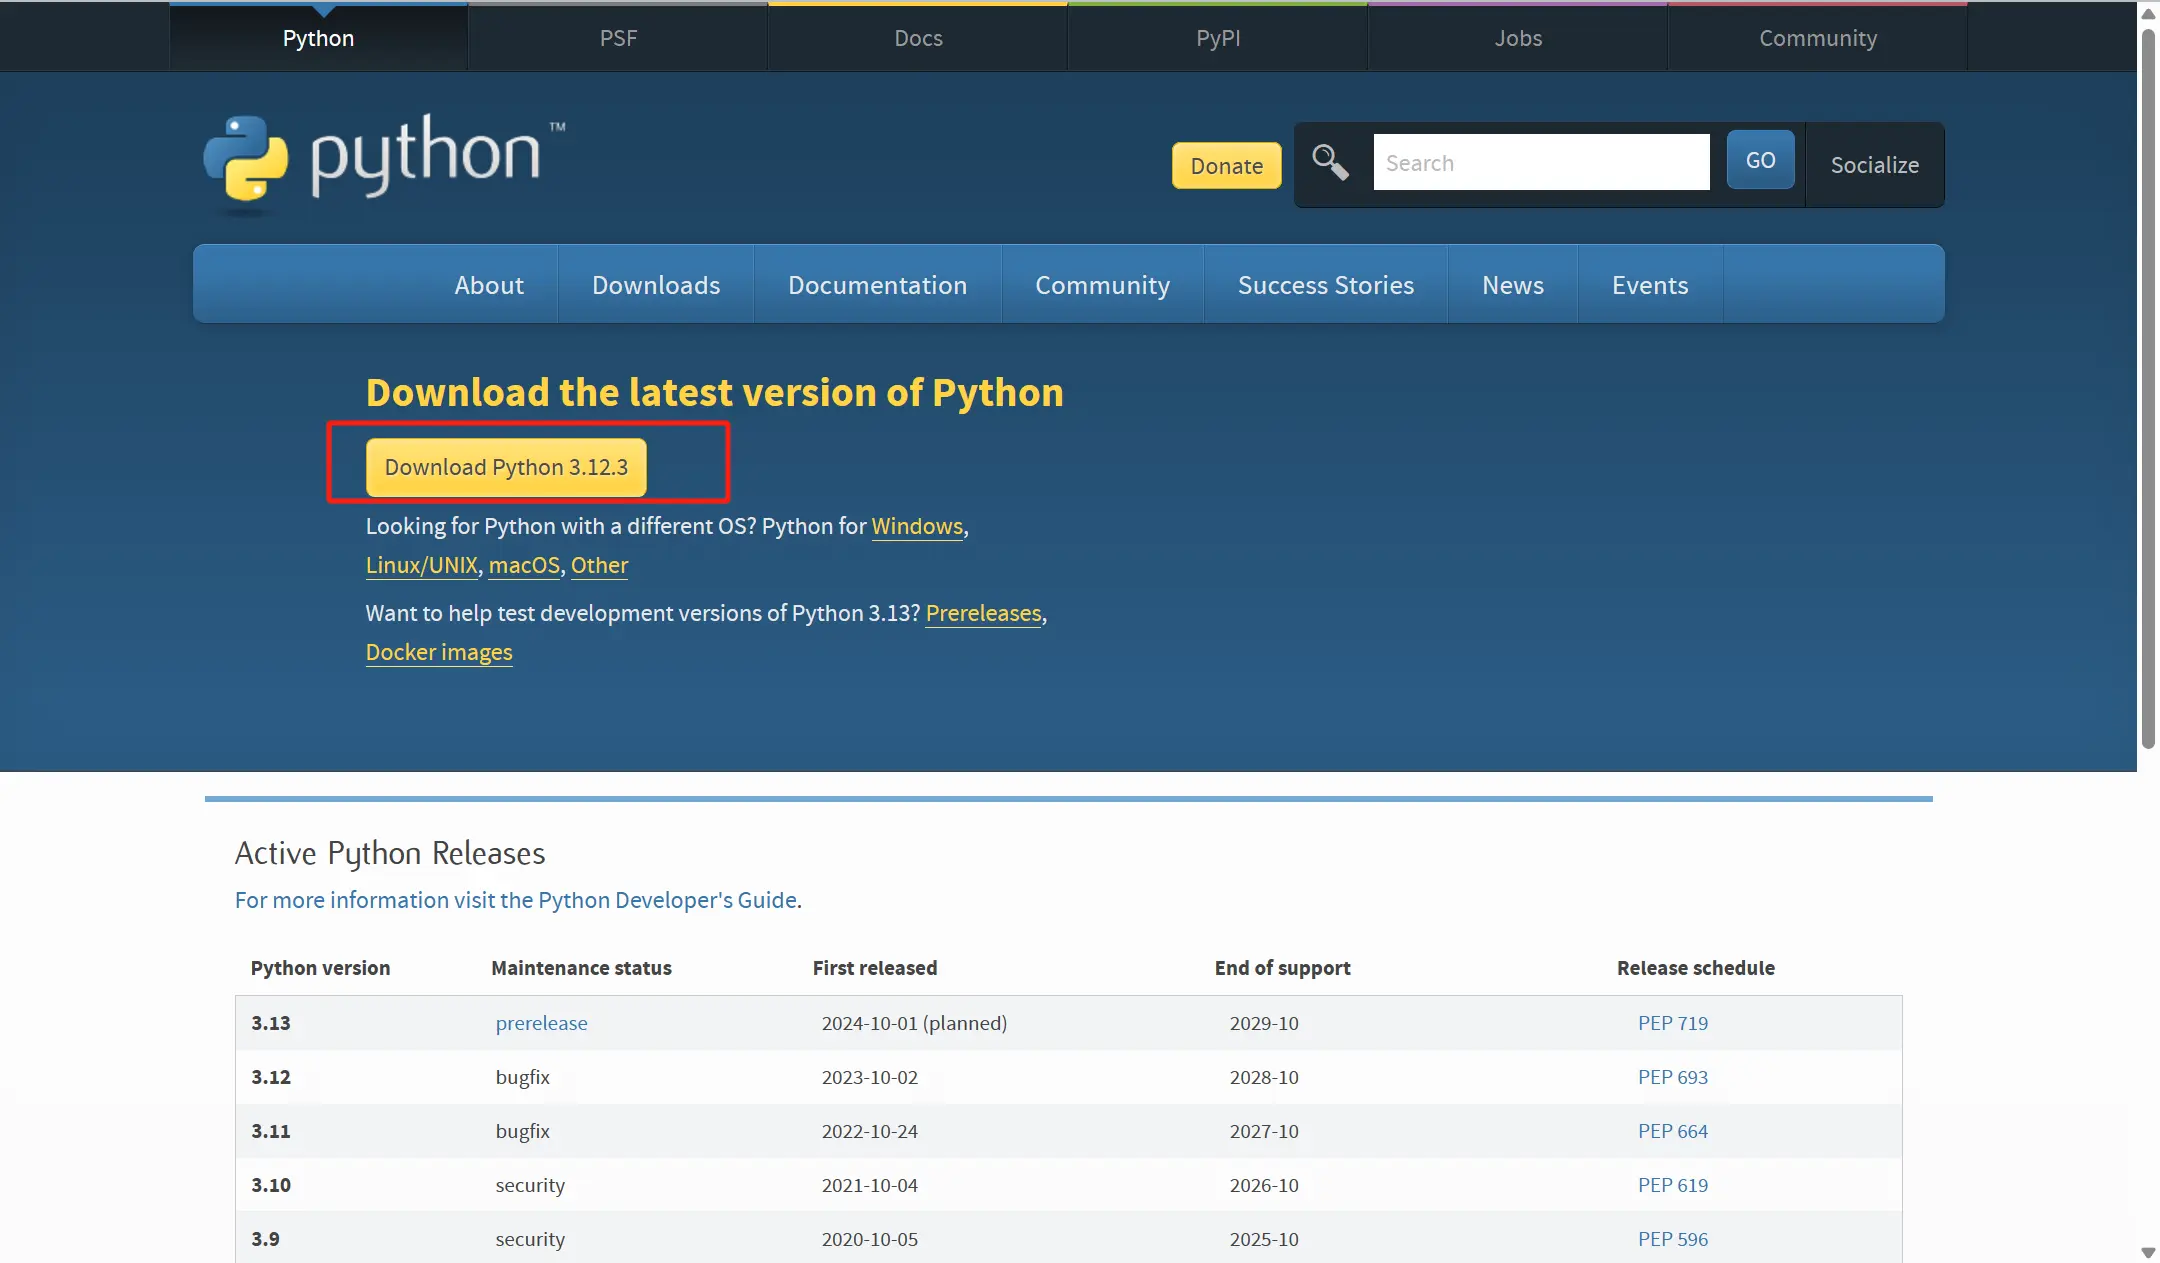 Python PSF Docs PyPI Jobs Community
python™
Donate Search GO Socialize
About Downloads Documentation Community Success Stories News Events
Download the latest version of Python
Download Python 3.12.3
Looking for Python with a different OS? Python for Windows,
Linux/UNIX, macOS, Other
Want to help test development versions of Python 3.13? Prereleases,
Docker images
Active Python Releases
For more information visit the Python Developer's Guide.
Python version Maintenance status First released End of support Release schedule
3.13 prerelease 2024-10-01 (planned) 2029-10 PEP 719
3.12 bugfix 2023-10-02 2028-10 PEP 693
3.11 bugfix 2022-10-24 2027-10 PEP 664
3.10 security 2021-10-04 2026-10 PEP 619
3.9 security 2020-10-05 2025-10 PEP 596